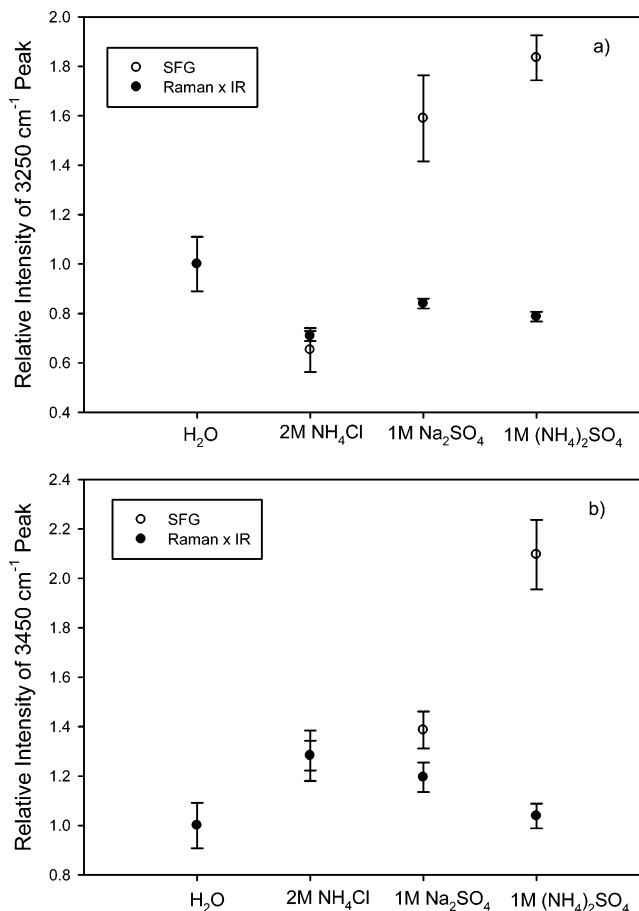 a)
SFG
Raman x IR
Relative Intensity of 3250 cm⁻¹ Peak
2.0
1.8
1.6
1.4
1.2
1.0
0.8
0.6
0.4
H₂O 2M NH₄Cl 1M Na₂SO₄ 1M (NH₄)₂SO₄
b)
SFG
Raman x IR
Relative Intensity of 3450 cm⁻¹ Peak
2.4
2.2
2.0
1.8
1.6
1.4
1.2
1.0
0.8
H₂O 2M NH₄Cl 1M Na₂SO₄ 1M (NH₄)₂SO₄